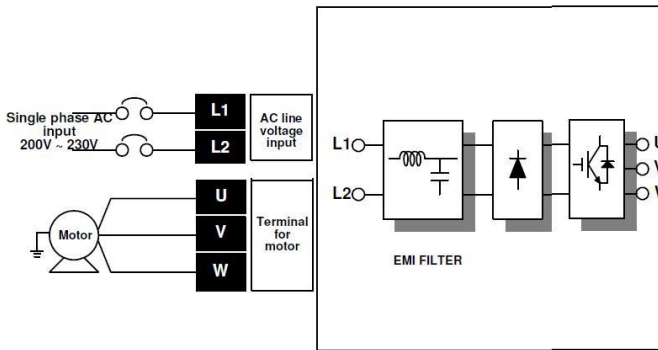 Single phase AC
input
200V ~ 230V
L1
L2
AC line
voltage
input
Motor
U
V
W
Terminal
for
motor
L1
L2
EMI FILTER
U
V